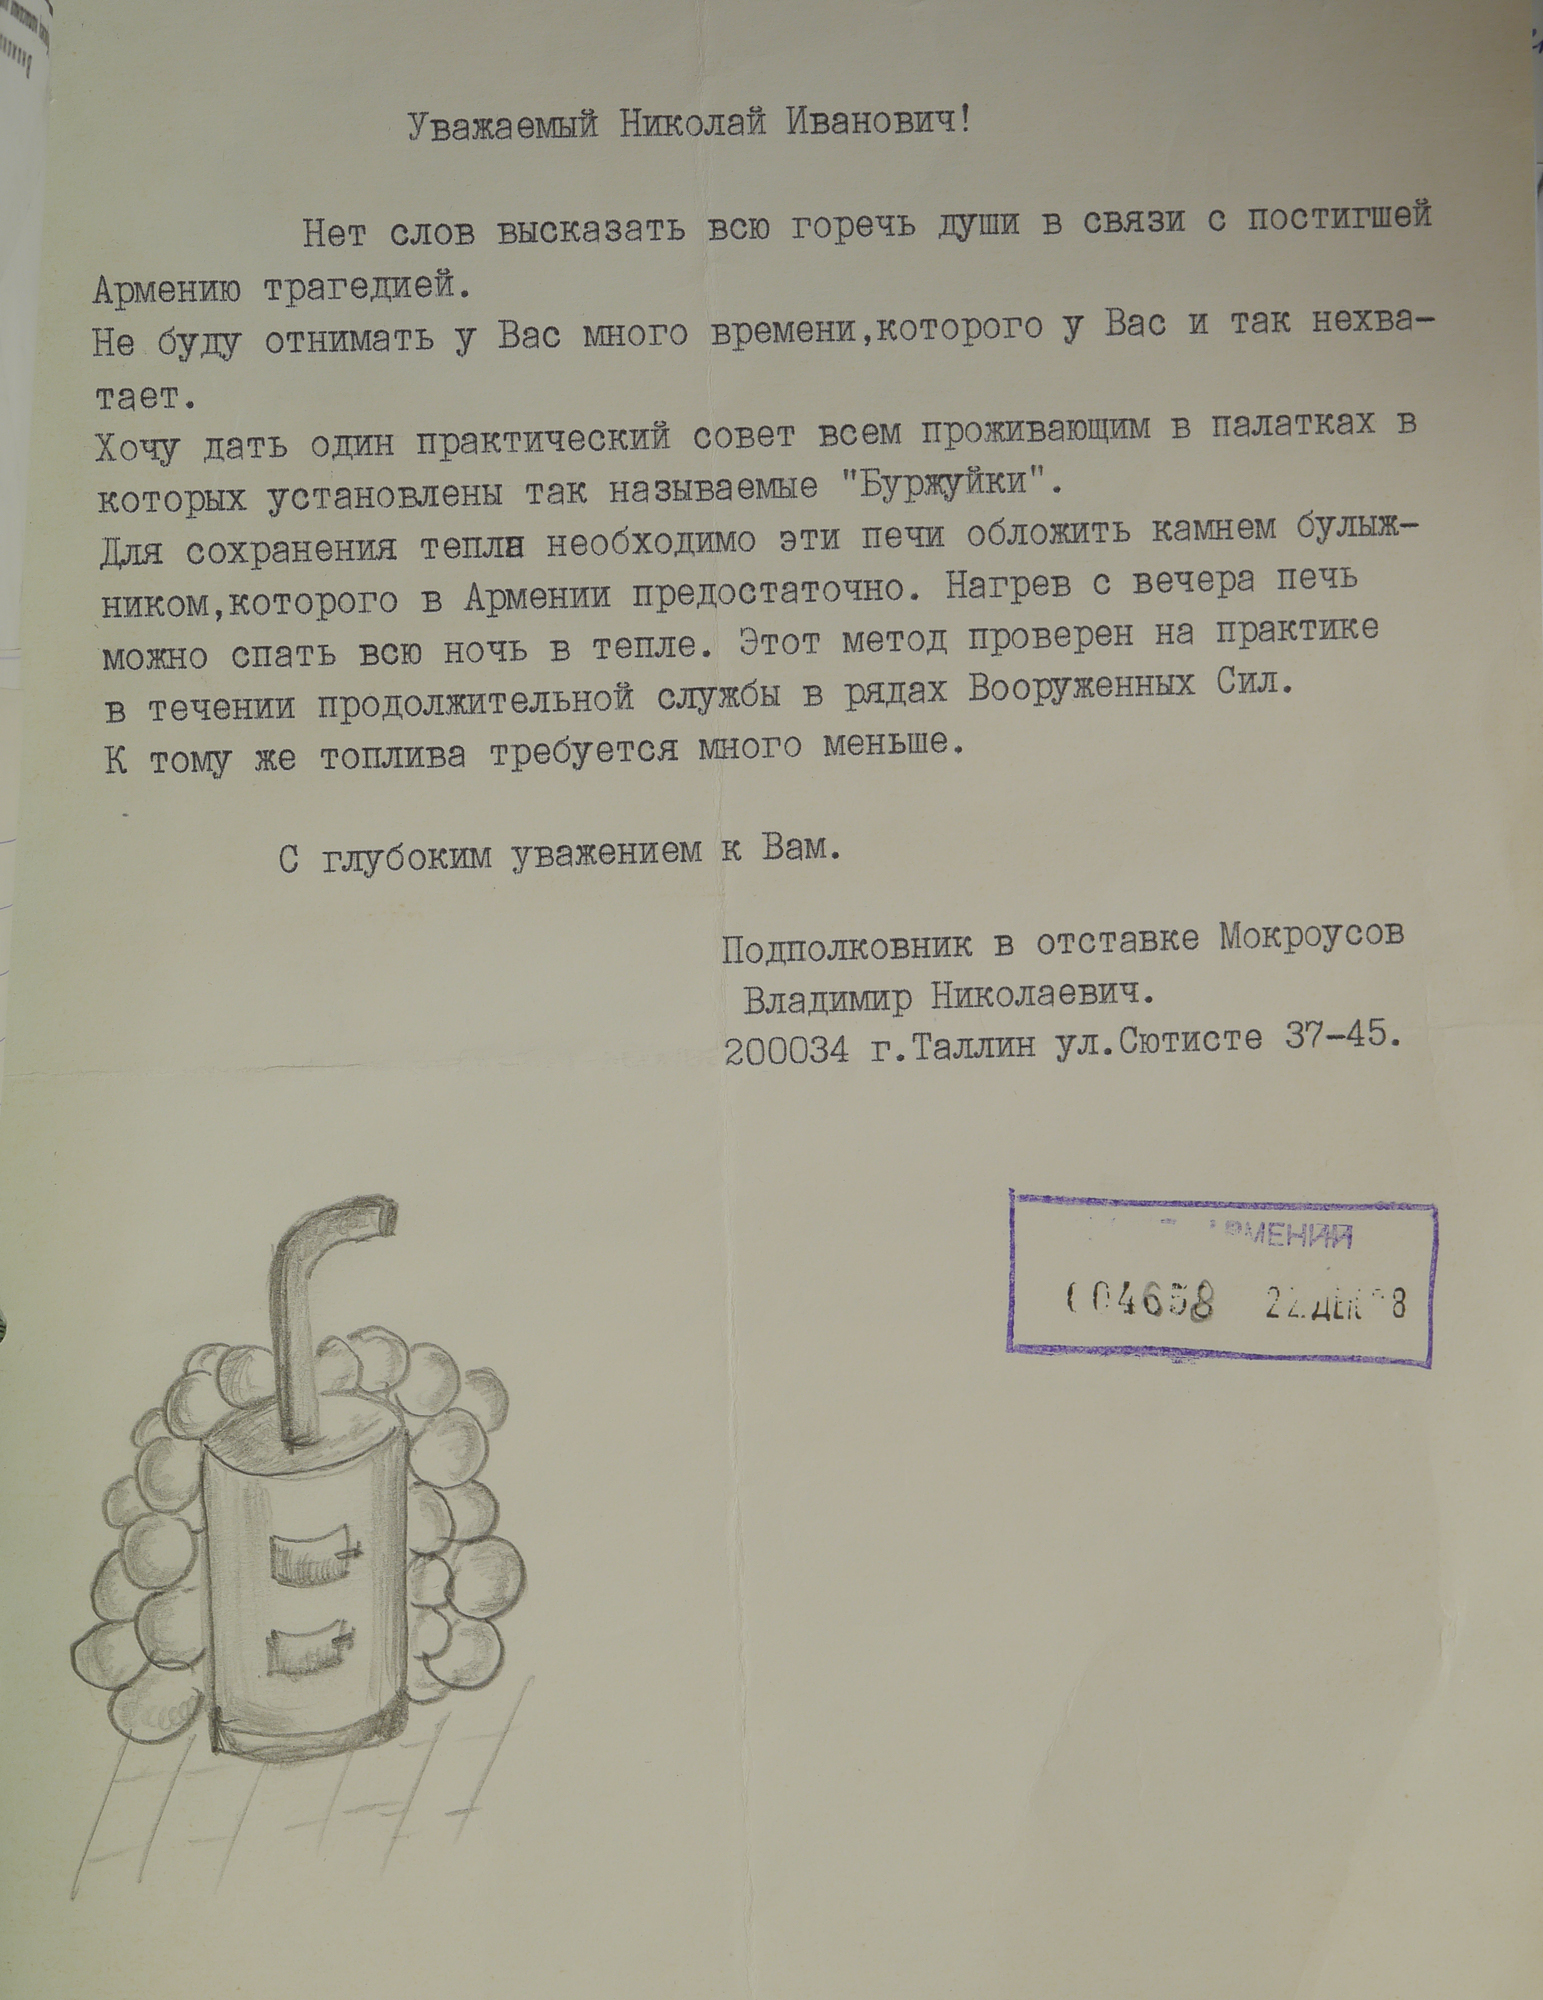 Уважаемый Николай Иванович!
Нет слов высказать всю горечь души в связи с постигшей
Армению трагедией.
Не буду отнимать у Вас много времени,которого у Вас и так нехва-
тает.
Хочу дать один практический совет всем проживающим в палатках в
которых установлены так называемые "Буржуйки".
Для сохранения тепла необходимо эти печи обложить камнем булыж-
ником,которого в Армении предостаточно. Нагрев с вечера печь
можно спать всю ночь в тепле. Этот метод проверен на практике
в течении продолжительной службы в рядах Вооруженных Сил.
К тому же топлива требуется много меньше.
С глубоким уважением к Вам.
Подполковник в отставке Мокроусов
Владимир Николаевич.
200034 г.Таллин ул.Сютисте 37-45.
АРМЕНИИ
004658 22.ДЕК